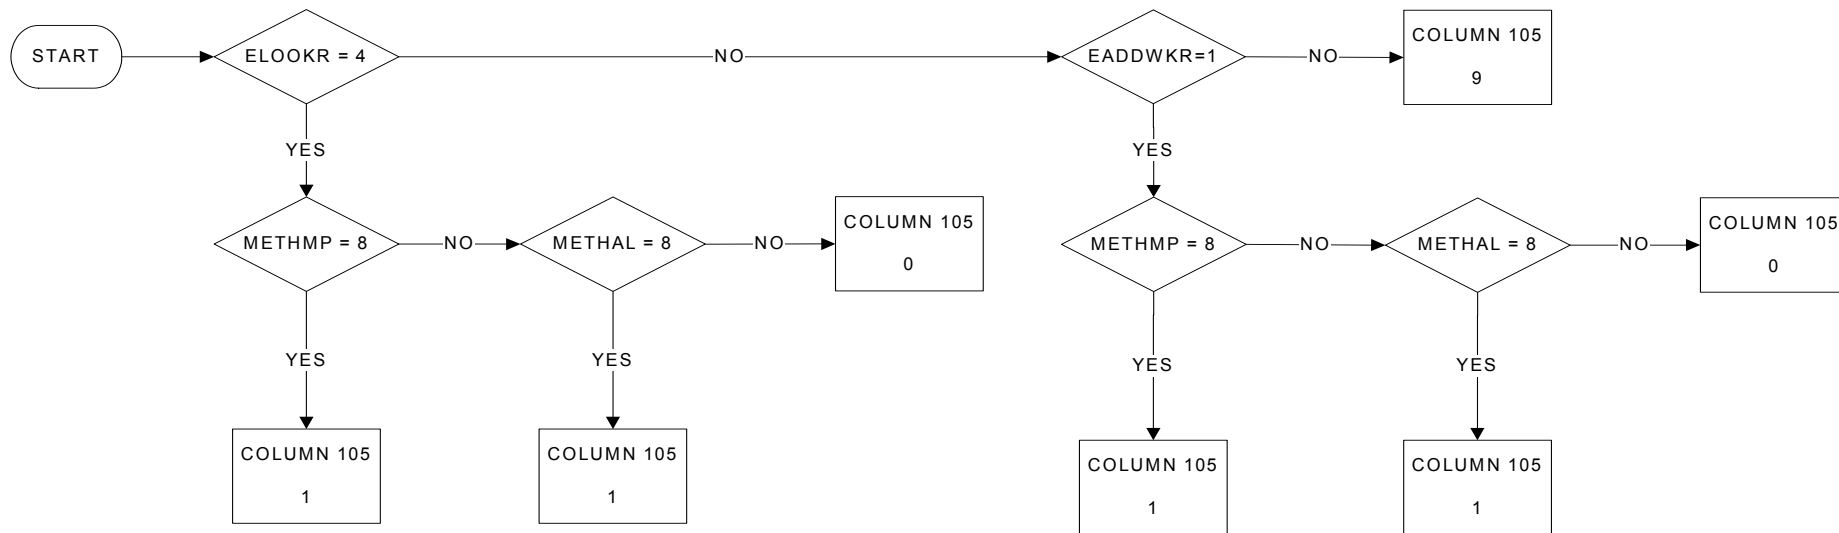 START
ELOOKR = 4
NO
EADDWKR=1
NO
COLUMN 105
9
YES
YES
METHMP = 8
NO
METHAL = 8
NO
COLUMN 105
0
METHMP = 8
NO
METHAL = 8
NO
COLUMN 105
0
YES
YES
YES
YES
COLUMN 105
1
COLUMN 105
1
COLUMN 105
1
COLUMN 105
1